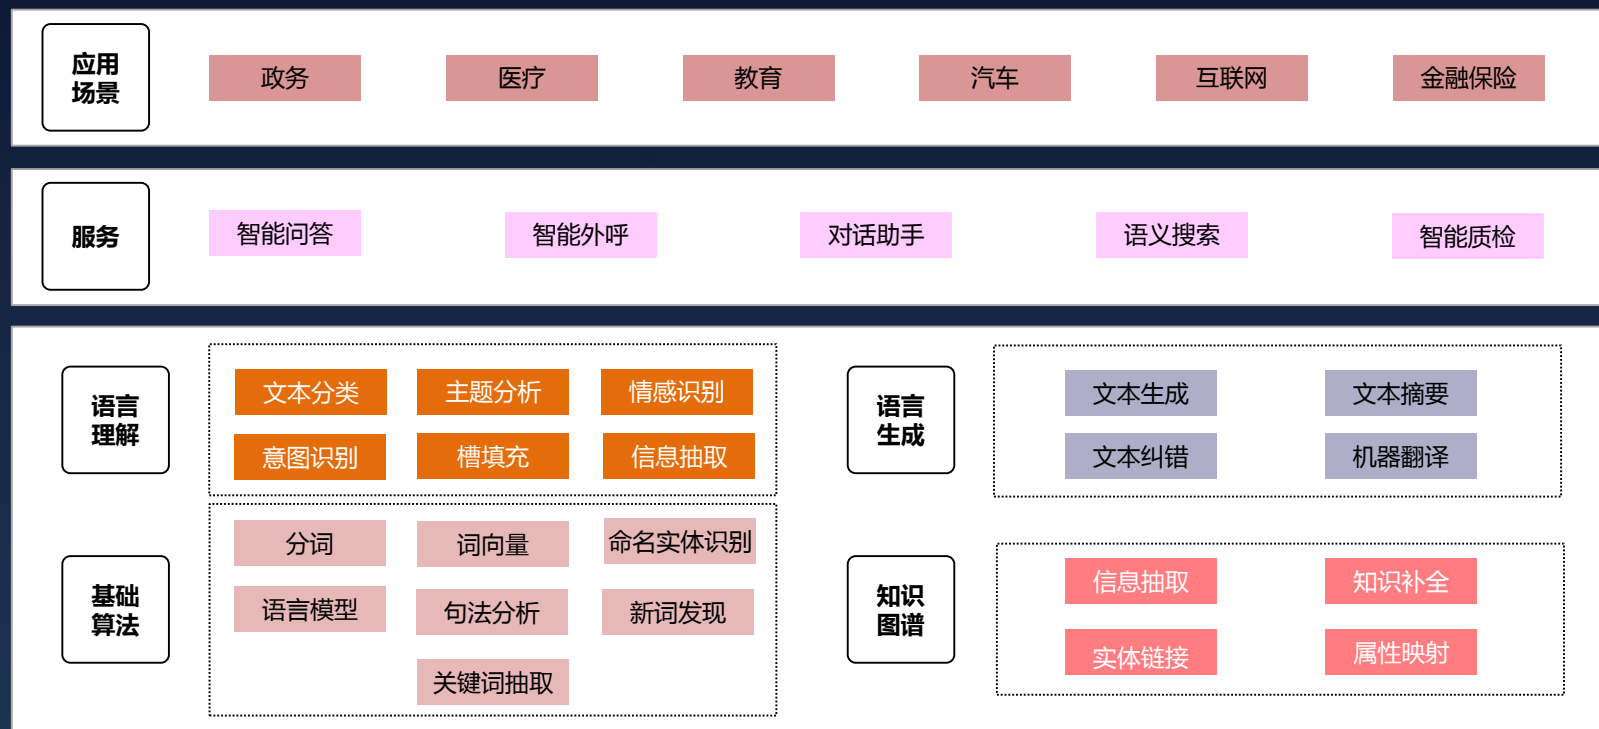 应用
场景
政务
医疗
教育
汽车
互联网
金融保险
服务
智能问答
智能外呼
对话助手
语义搜索
智能质检
语言
理解
文本分类
主题分析
情感识别
意图识别
槽填充
信息抽取
语言
生成
文本生成
文本摘要
文本纠错
机器翻译
基础
算法
分词
词向量
命名实体识别
语言模型
句法分析
新词发现
关键词抽取
知识
图谱
信息抽取
知识补全
实体链接
属性映射